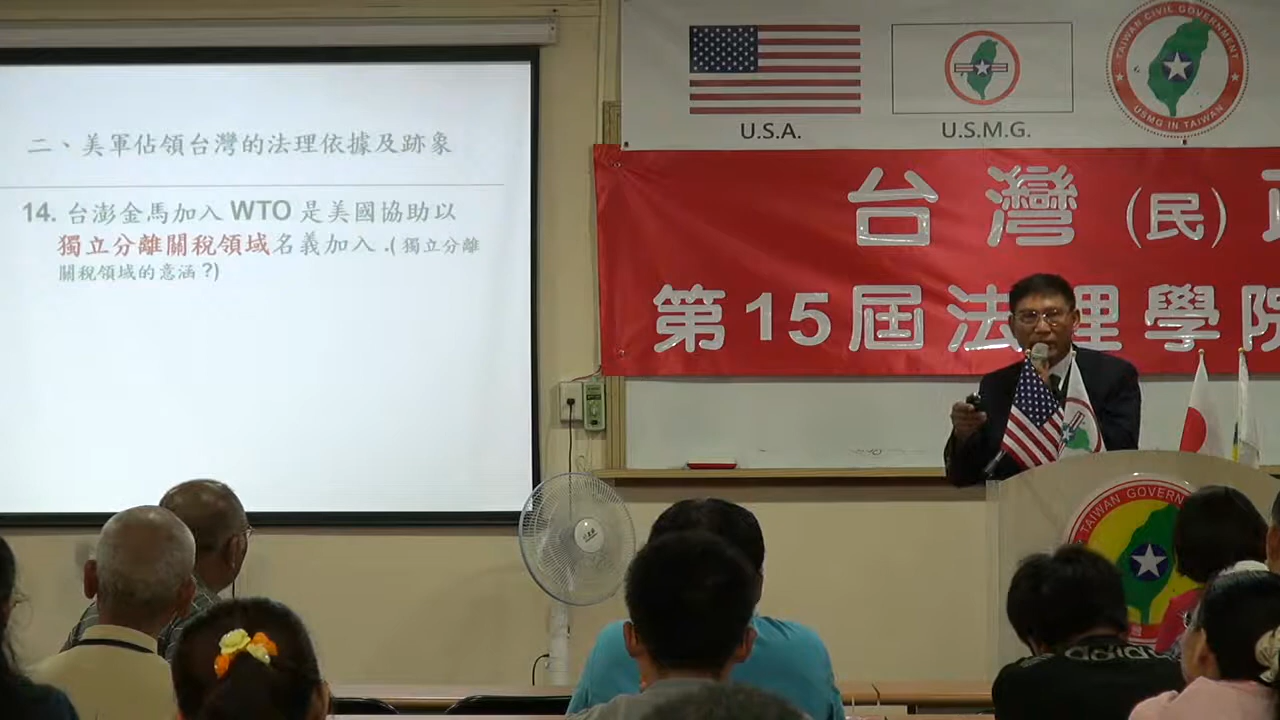 二、美軍佔領台灣的法理依據及跡象
14. 台澎金馬加入 WTO 是美國協助以
獨立分離關稅領域名義加入.(獨立分離
關稅領域的意涵?)
U.S.A.
U.S.M.G.
TAIWAN CIVIL GOVERNMENT
USMG IN TAIWAN
台灣(民)
第15屆法理學院
TAIWAN GOVERN
adidas